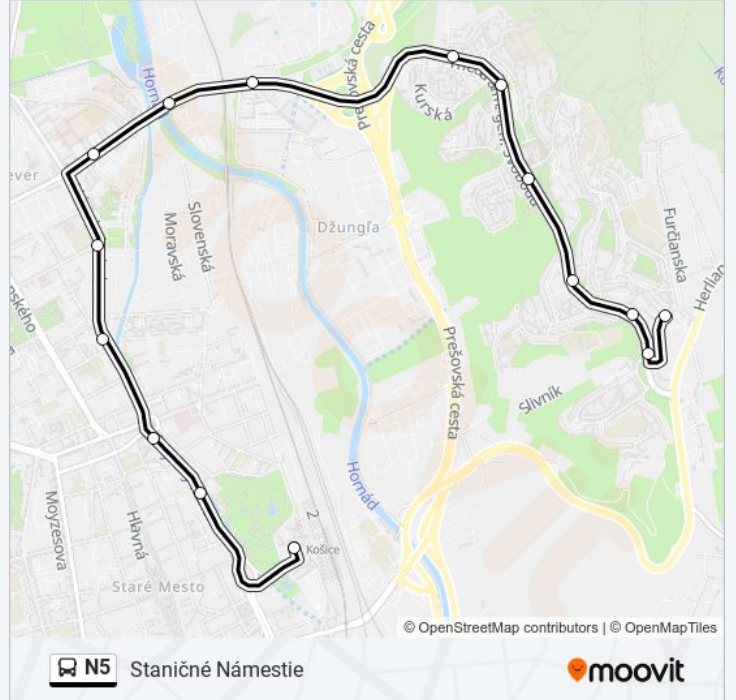 Prešovská cesta
Hornád
Kurská
ever
Džungľa
Slovenská
Moravská
Furčianska
Prešovská cesta
Slivník
Hornád
Moyzesova
Hlavná
2
Košice
Staré Mesto
© OpenStreetMap contributors | © OpenMapTiles
N5 Staničné Námestie
moovit